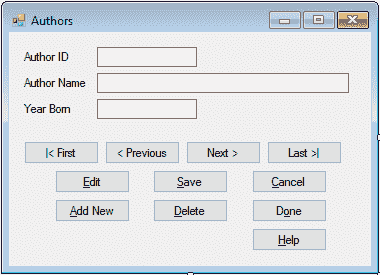 Authors
Author ID
Author Name
Year Born
|< First < Previous Next > Last >|
Edit Save Cancel
Add New Delete Done
Help